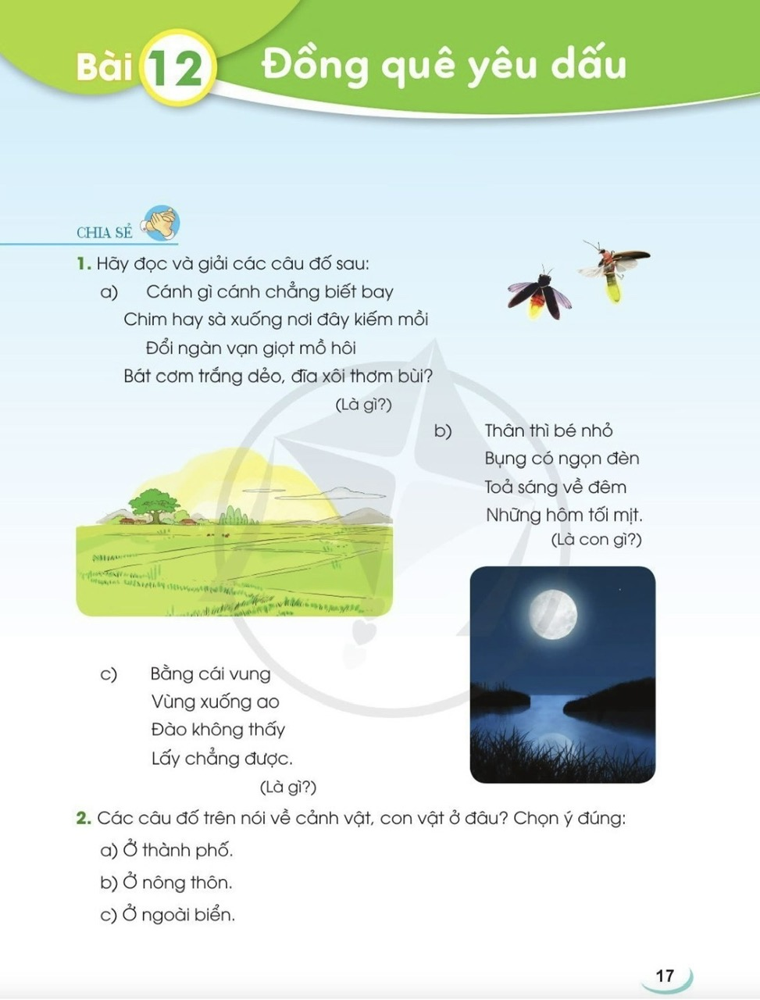 Bài 12 Đồng quê yêu dấu
CHIA SẺ
1. Hãy đọc và giải các câu đố sau:
a) Cánh gì cánh chẳng biết bay
Chim hay sà xuống nơi đây kiếm mồi
Đổi ngàn vạn giọt mồ hôi
Bát cơm trắng dẻo, đĩa xôi thơm bùi?
(Là gì?)
b) Thân thì bé nhỏ
Bụng có ngọn đèn
Toả sáng về đêm
Những hôm tối mịt.
(Là con gì?)
c) Bằng cái vung
Vùng xuống ao
Đào không thấy
Lấy chẳng được.
(Là gì?)
2. Các câu đố trên nói về cảnh vật, con vật ở đâu? Chọn ý đúng:
a) Ở thành phố.
b) Ở nông thôn.
c) Ở ngoài biển.
17